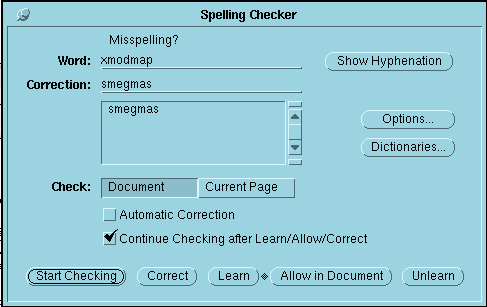 Spelling Checker
Misspelling?
Word: xmodmap
Show Hyphenation
Correction: smegmas
smegmas
Options...
Dictionaries...
Check: Document Current Page
Automatic Correction
Continue Checking after Learn/Allow/Correct
Start Checking Correct Learn Allow in Document Unlearn